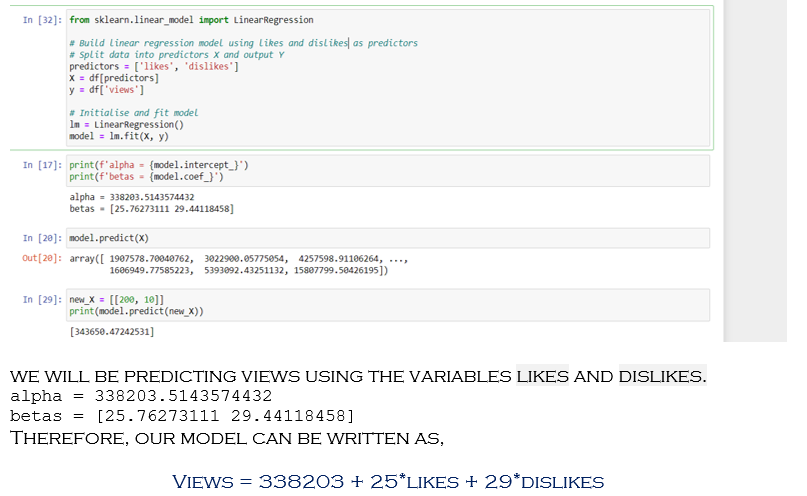 In [32]: from sklearn.linear_model import LinearRegression
# Build linear regression model using likes and dislikes as predictors
# Split data into predictors X and output Y
predictors = ['likes', 'dislikes']
X = df[predictors]
y = df['views']
# Initialise and fit model
lm = LinearRegression()
model = lm.fit(X, y)
In [17]: print(f'alpha = {model.intercept_}')
print(f'betas = {model.coef_}')
alpha = 338203.5143574432
betas = [25.76273111 29.44118458]
In [20]: model.predict(X)
Out[20]: array([ 1907578.70040762, 3022900.05775054, 4257598.91106264, ...,
1606949.77585223, 5393092.43251132, 15807799.50426195])
In [29]: new_X = [[200, 10]]
print(model.predict(new_X))
[343650.47242531]
WE WILL BE PREDICTING VIEWS USING THE VARIABLES LIKES AND DISLIKES.
alpha = 338203.5143574432
betas = [25.76273111 29.44118458]
THEREFORE, OUR MODEL CAN BE WRITTEN AS,
VIEWS = 338203 + 25*LIKES + 29*DISLIKES